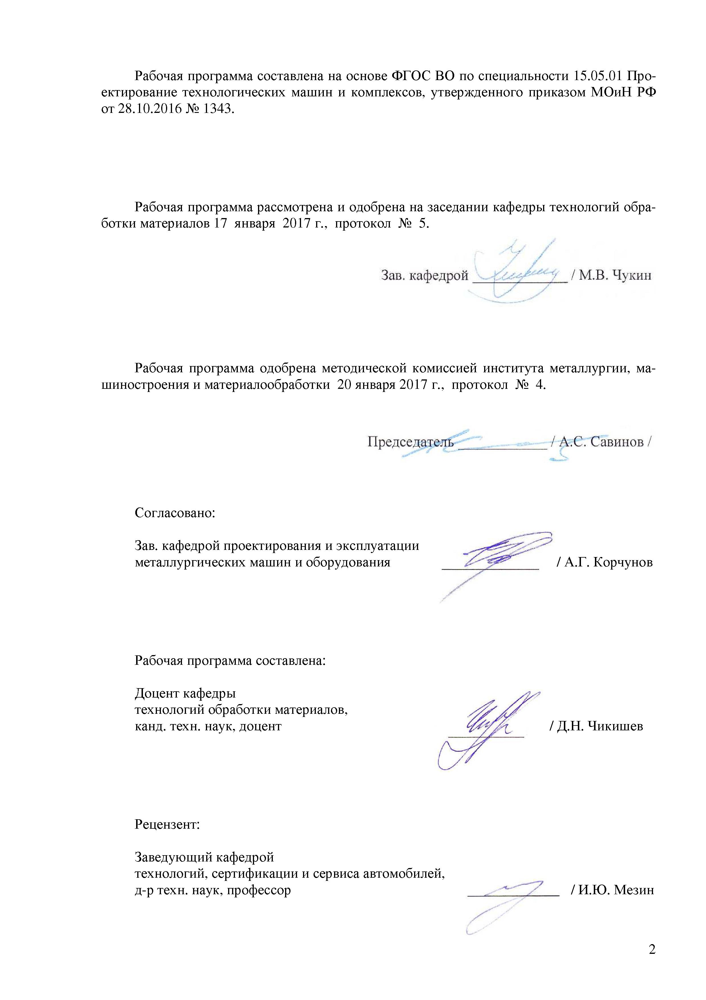 Рабочая программа составлена на основе ФГОС ВО по специальности 15.05.01 Про-
ектирование технологических машин и комплексов, утвержденного приказом МОиН РФ
от 28.10.2016 № 1343.
Рабочая программа рассмотрена и одобрена на заседании кафедры технологий обра-
ботки материалов 17 января 2017 г., протокол № 5.
Зав. кафедрой / М.В. Чукин
Рабочая программа одобрена методической комиссией института металлургии, ма-
шиностроения и материалообработки 20 января 2017 г., протокол № 4.
Председатель / А.С. Савинов /
Согласовано:
Зав. кафедрой проектирования и эксплуатации
металлургических машин и оборудования / А.Г. Корчунов
Рабочая программа составлена:
Доцент кафедры
технологий обработки материалов,
канд. техн. наук, доцент / Д.Н. Чикишев
Рецензент:
Заведующий кафедрой
технологий, сертификации и сервиса автомобилей,
д-р техн. наук, профессор / И.Ю. Мезин
2